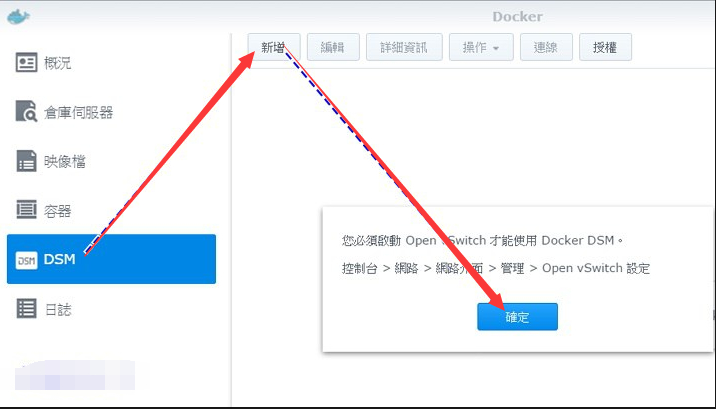 Docker
新增
編輯
詳細資訊
操作
連線
授權
概況
倉庫伺服器
映像檔
容器
DSM
DSM
日誌
您必須啟動 Open vSwitch 才能使用 Docker DSM。
控制台 > 網路 > 網路介面 > 管理 > Open vSwitch 設定
確定